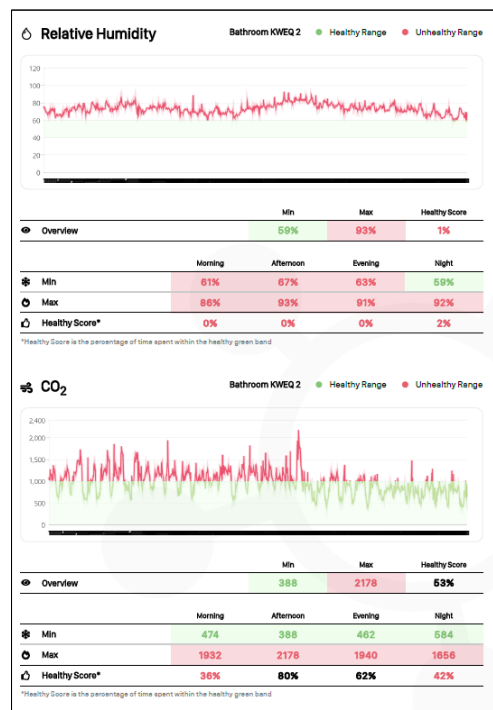 Relative Humidity Bathroom KWEQ 2 Healthy Range Unhealthy Range
120
100
80
60
40
20
0
Min Max Healthy Score
Overview 59% 93% 1%
Morning Afternoon Evening Night
Min 61% 67% 63% 59%
Max 86% 93% 91% 92%
Healthy Score* 0% 0% 0% 2%
*Healthy Score is the percentage of time spent within the healthy green band
CO₂ Bathroom KWEQ 2 Healthy Range Unhealthy Range
2,400
2,000
1,500
1,000
500
0
Min Max Healthy Score
Overview 388 2178 53%
Morning Afternoon Evening Night
Min 474 388 462 584
Max 1932 2178 1940 1656
Healthy Score* 36% 80% 62% 42%
*Healthy Score is the percentage of time spent within the healthy green band